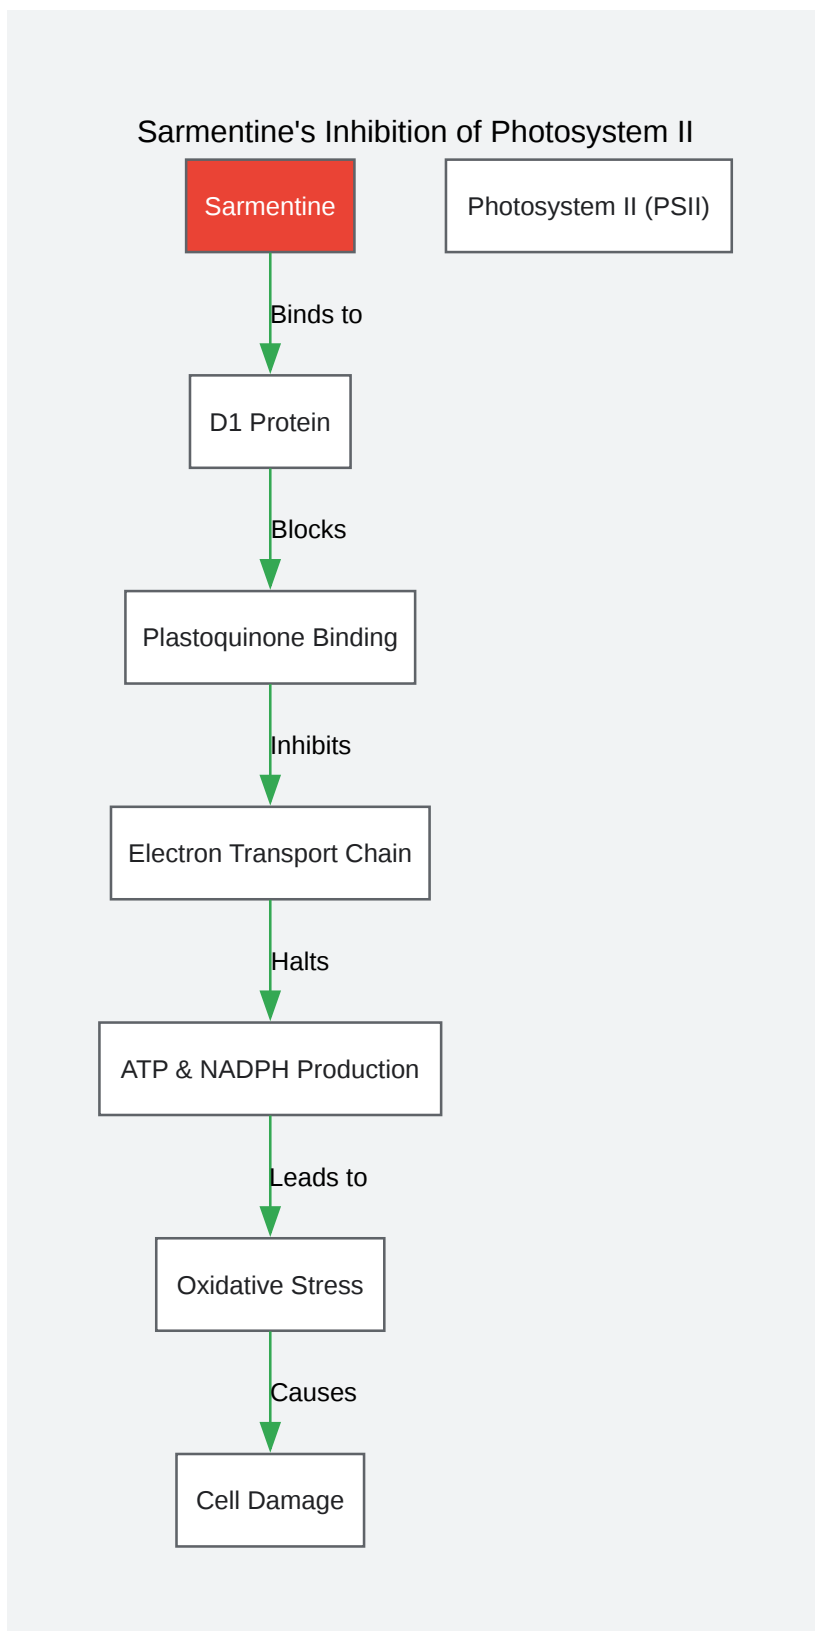 Sarmentine's Inhibition of Photosystem II
Sarmentine
Photosystem II (PSII)
Binds to
D1 Protein
Blocks
Plastoquinone Binding
Inhibits
Electron Transport Chain
Halts
ATP & NADPH Production
Leads to
Oxidative Stress
Causes
Cell Damage